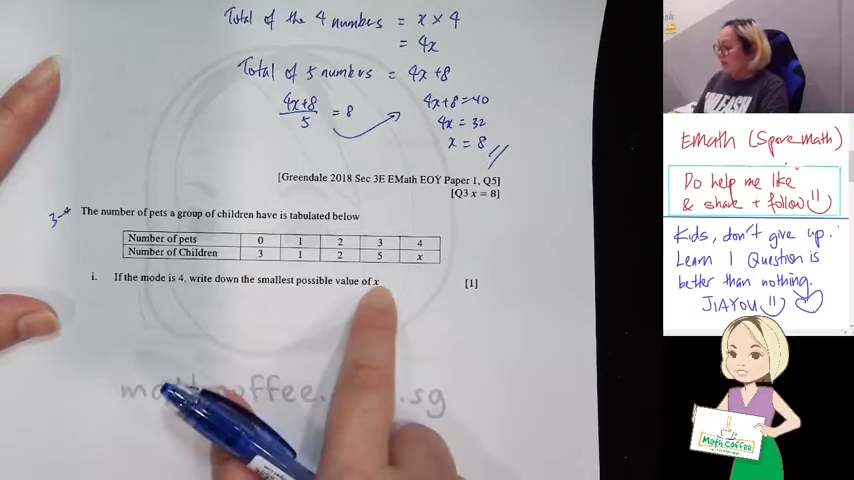 Total of the 4 numbers = x × 4
= 4x
Total of 5 numbers = 4x+8
4x+8 / 5 = 8
4x+8=40
4x = 32
x = 8 //
[Greendale 2018 Sec 3E EMath EOY Paper 1, Q5]
[Q3 x = 8]
The number of pets a group of children have is tabulated below
Number of pets 0 1 2 3 4
Number of Children 3 1 2 5 x
i. If the mode is 4, write down the smallest possible value of x [1]
UNLEASH
EMath (Spore math)
Do help me like
& share + follow
Kids, don't give up.
Learn 1 Question is
better than nothing.
JIAYOU
Math Coffee